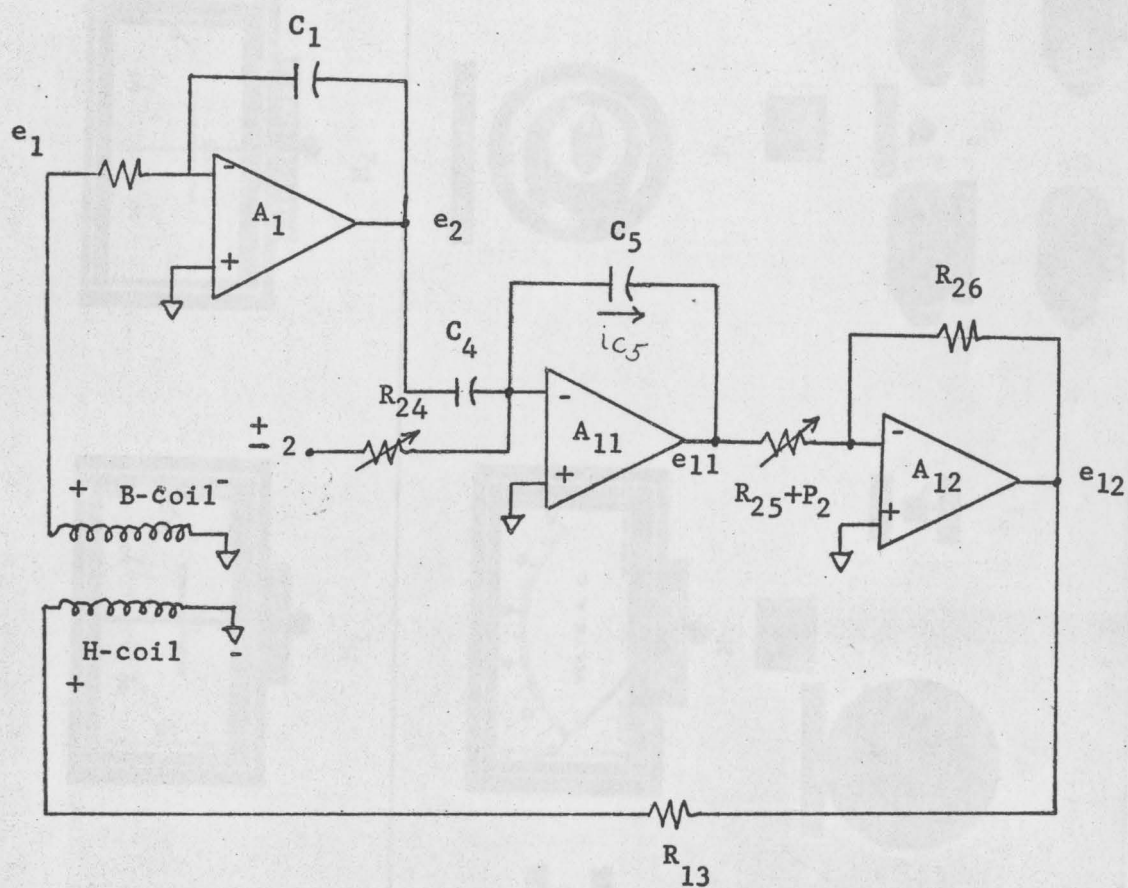 C1
e1
-
A1
+
e2
C5
R26
ic5
C4
R24
-
-
A11
+
e11
± 2
A12
e12
R25+P2
+
+
B-coil -
H-coil
-
+
R13